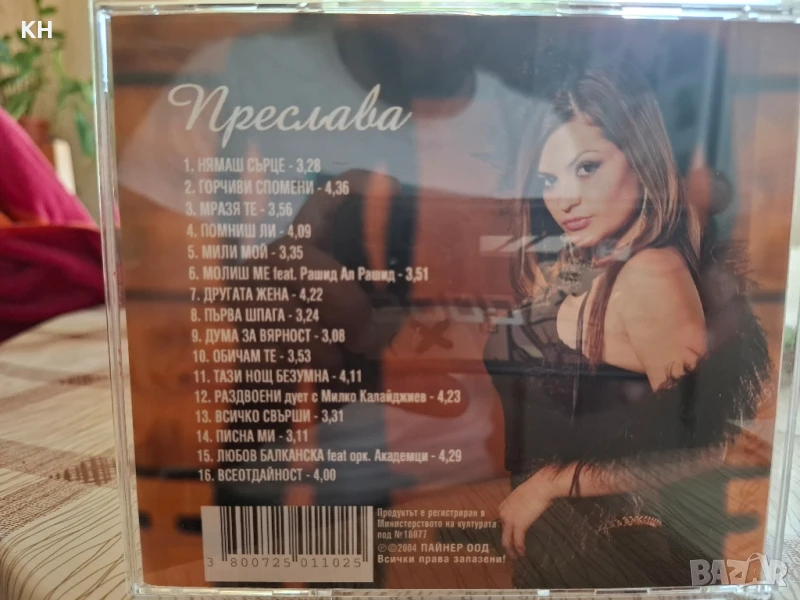 КН
Преслава
1. НЯМАШ СЪРЦЕ - 3,28
2. ГОРЧИВИ СПОМЕНИ - 4,36
3. МРАЗЯ ТЕ - 3,56
4. ПОМНИШ ЛИ - 4,09
5. МИЛИ МОЙ - 3,35
6. МОЛИШ МЕ feat. Рашид Ал Рашид - 3,51
7. ДРУГАТА ЖЕНА - 4,22
8. ПЪРВА ШПАГА - 3,24
9. ДУМА ЗА ВЯРНОСТ - 3,08
10. ОБИЧАМ ТЕ - 3,53
11. ТАЗИ НОЩ БЕЗУМНА - 4,11
12. РАЗДВОЕНИ дует с Милко Калайджиев - 4,23
13. ВСИЧКО СВЪРШИ - 3,31
14. ПИСНА МИ - 3,11
15. ЛЮБОВ БАЛКАНСКА feat орк. Академци - 4,29
16. ВСЕОТДАЙНОСТ - 4,00
Продуктът е регистриран в
Министерството на културата
под №18077
℗©2004 ПАЙНЕР ООД
Всички права запазени!
3 800725 011025
BAZAR